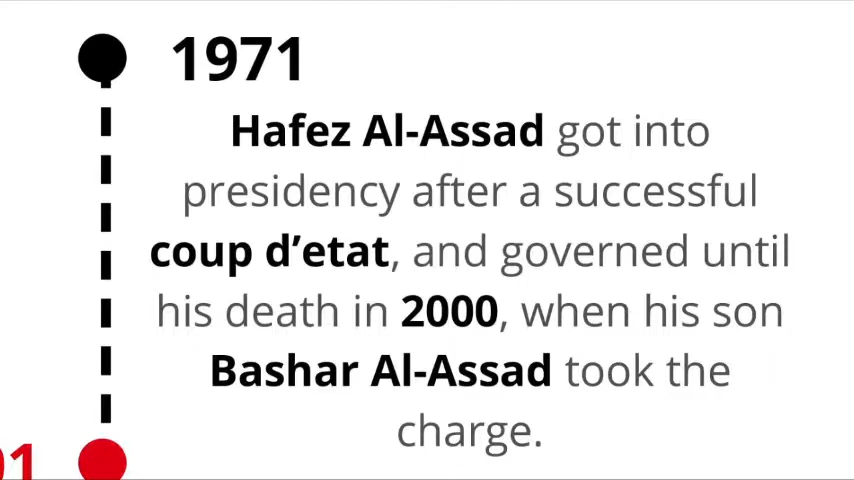 1971
Hafez Al-Assad got into
presidency after a successful
coup d’etat, and governed until
his death in 2000, when his son
Bashar Al-Assad took the
charge.